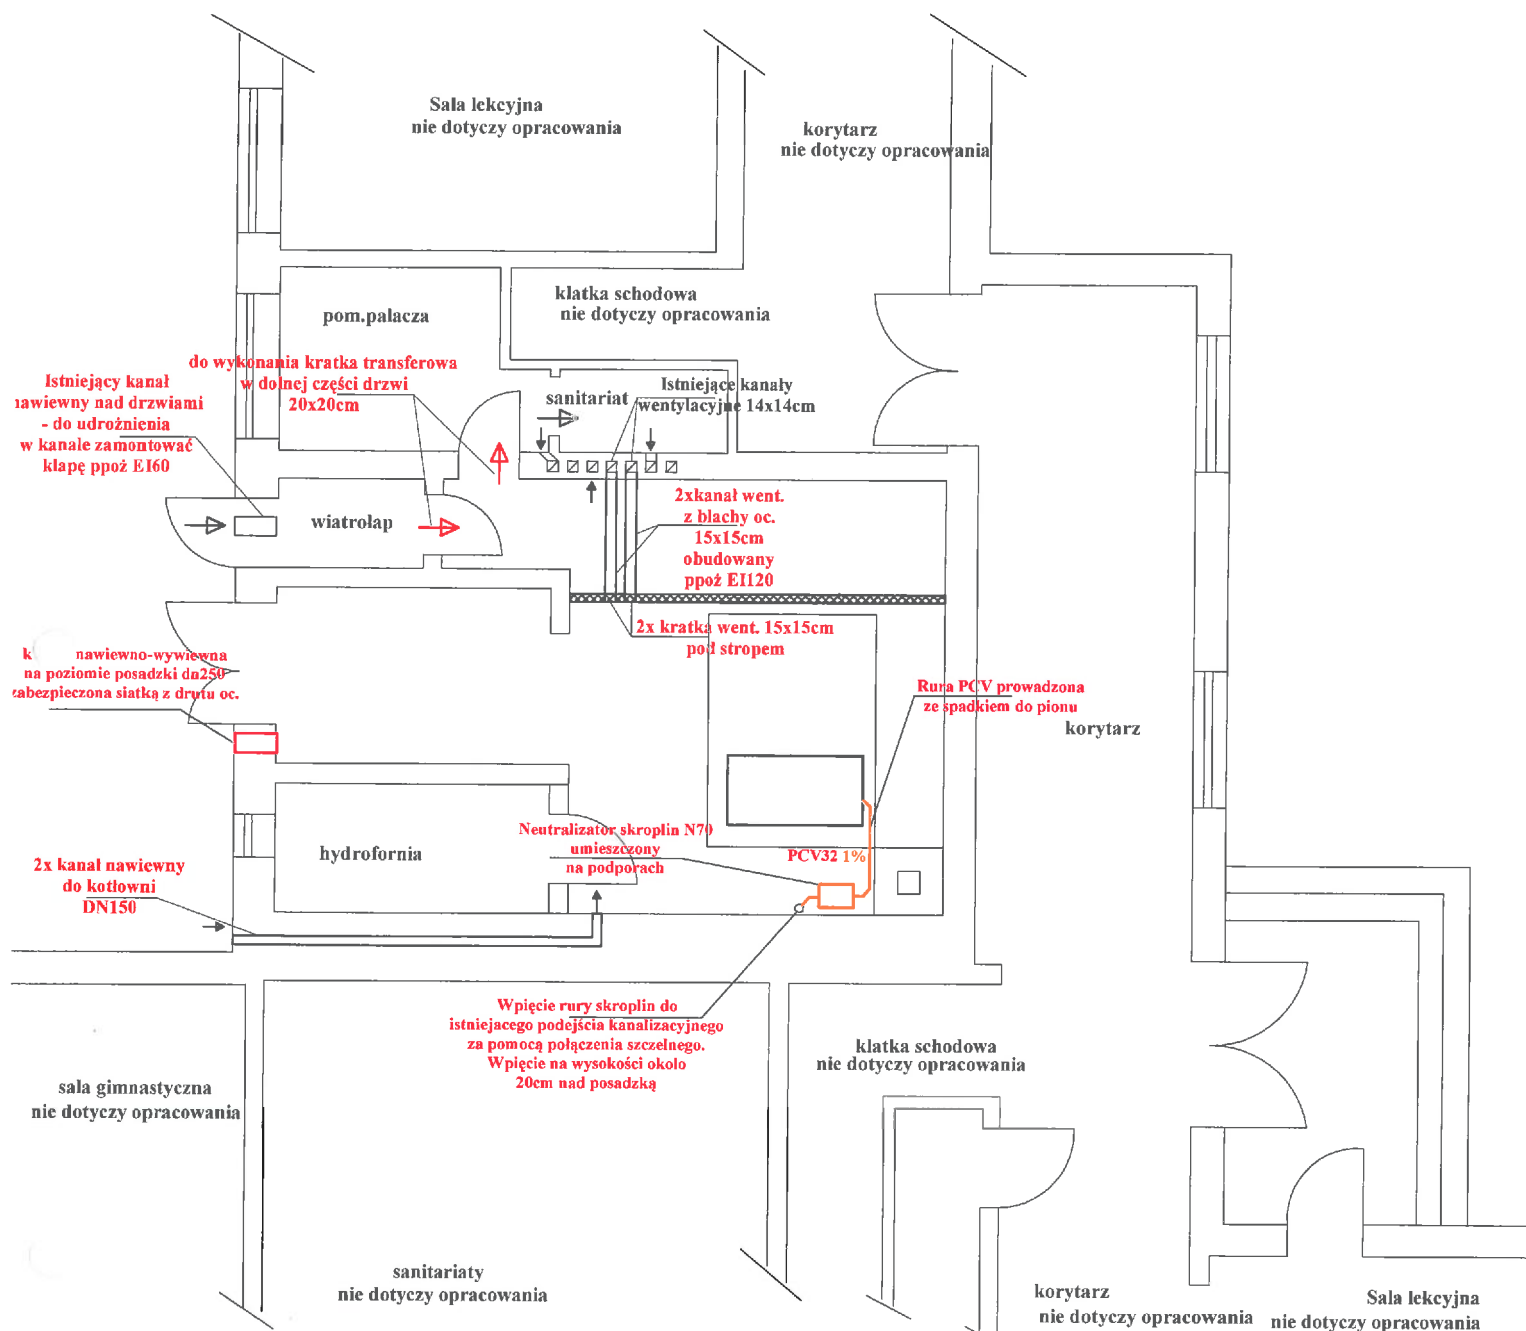 Sala lekcyjna
nie dotyczy opracowania
korytarz
nie dotyczy opracowania
klatka schodowa
nie dotyczy opracowania
pom.palacza
do wykonania kratka transferowa
w dolnej części drzwi
20x20cm
Istniejący kanał
nawiewny nad drzwiami
- do udrożnienia
w kanale zamontować
klapę ppoż EI60
sanitariat
Istniejące kanały
wentylacyjne 14x14cm
wiatrołap
2xkanał went.
z blachy oc.
15x15cm
obudowany
ppoż EI120
2x kratka went. 15x15cm
pod stropem
nawiewno-wywiewna
na poziomie posadzki dn250
zabezpieczona siatką z drutu oc.
Rura PCV prowadzona
ze spadkiem do pionu
korytarz
Neutralizator skroplin N70
umieszczony
na podporach
PCV32 1%
hydrofornia
2x kanał nawiewny
do kotłowni
DN150
Wpięcie rury skroplin do
istniejacego podejścia kanalizacyjnego
za pomocą połączenia szczelnego.
Wpięcie na wysokości okolo
20cm nad posadzką
klatka schodowa
nie dotyczy opracowania
sala gimnastyczna
nie dotyczy opracowania
sanitariaty
nie dotyczy opracowania
korytarz
nie dotyczy opracowania
Sala lekcyjna
nie dotyczy opracowania